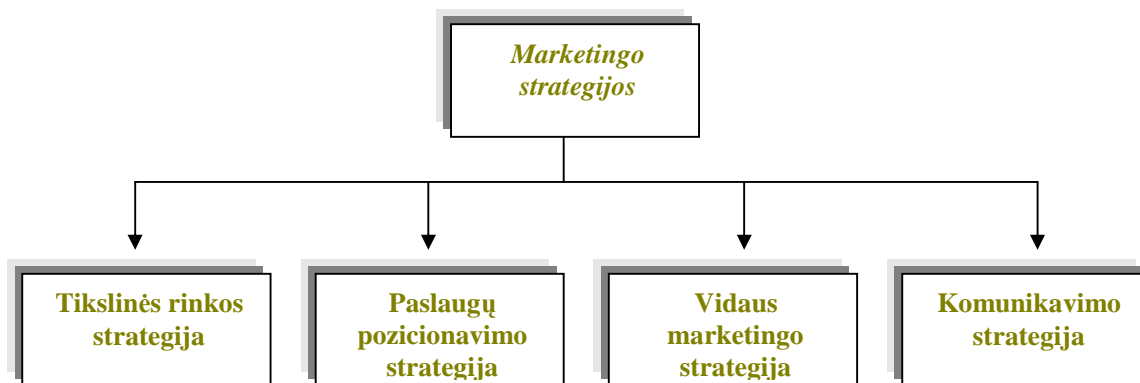 Marketingo
strategijos
Tikslinės rinkos
strategija
Paslaugų
pozicionavimo
strategija
Vidaus
marketingo
strategija
Komunikavimo
strategija